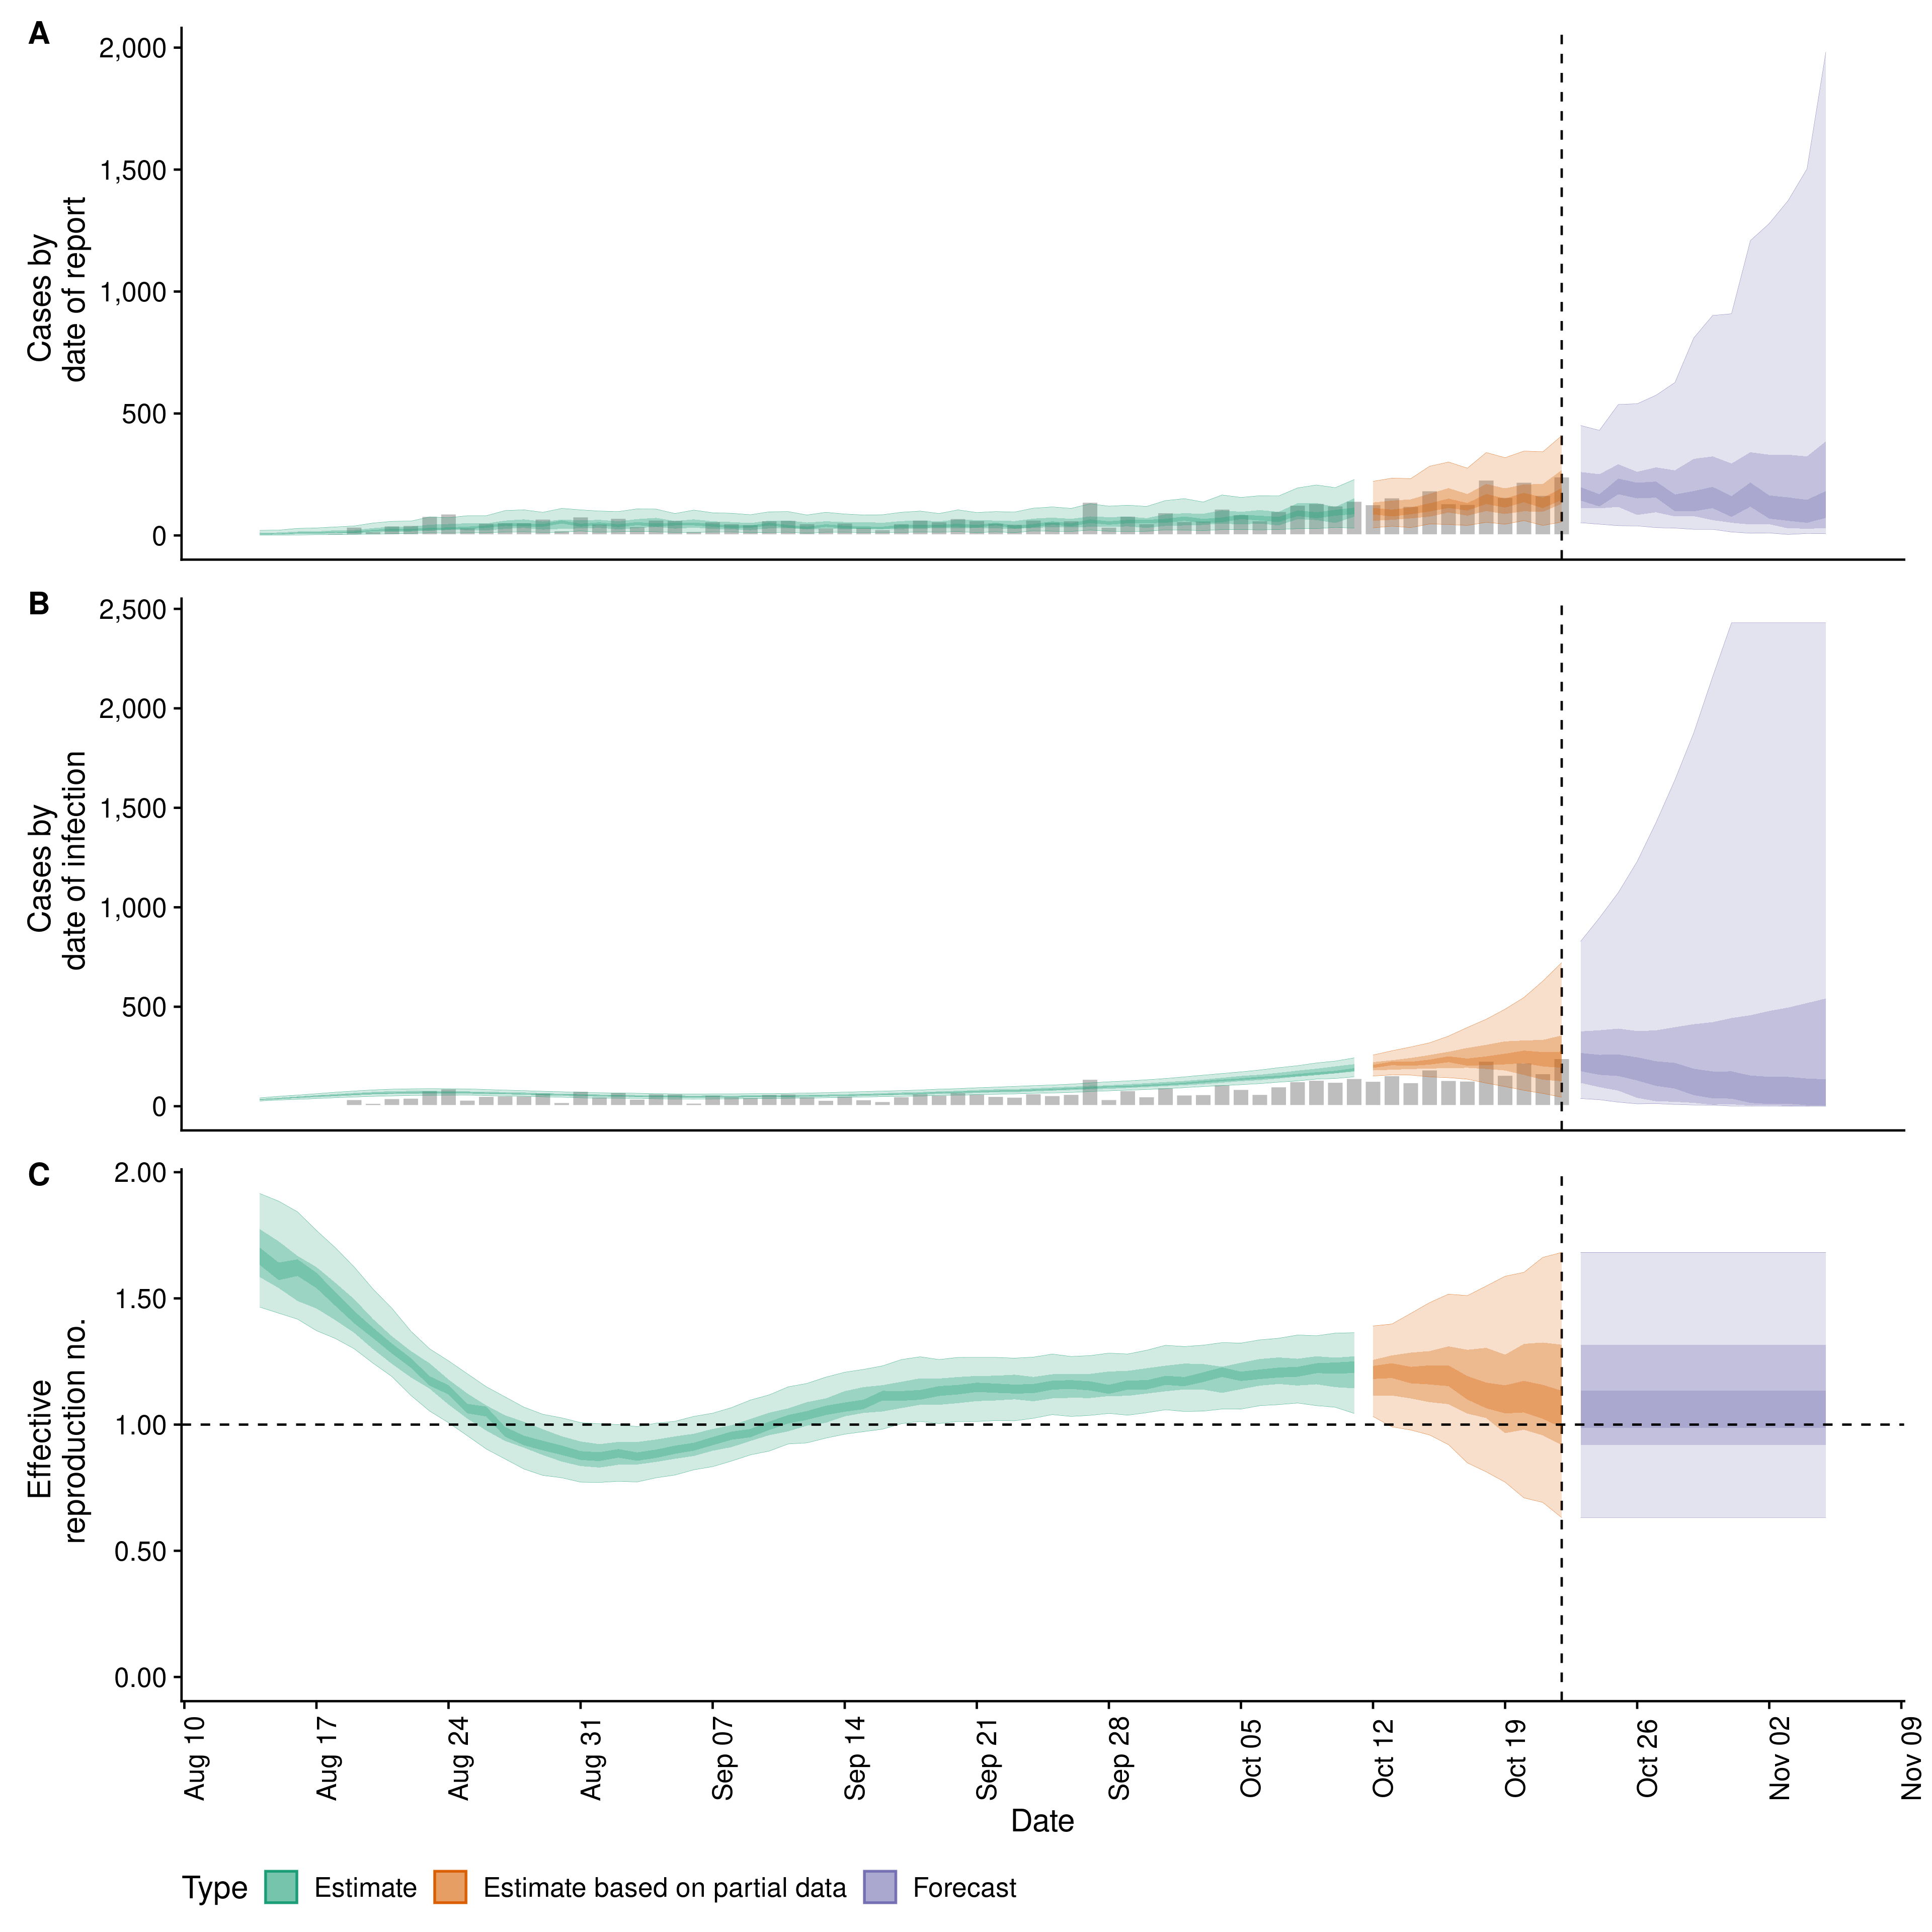 A
2,000
1,500
1,000
500
0
Cases by
date of report
B
2,500
2,000
1,500
1,000
500
0
Cases by
date of infection
C
2.00
1.50
1.00
0.50
0.00
Effective
reproduction no.
Aug 10
Aug 17
Aug 24
Aug 31
Sep 07
Sep 14
Sep 21
Sep 28
Oct 05
Oct 12
Oct 19
Oct 26
Nov 02
Nov 09
Date
Type Estimate Estimate based on partial data Forecast